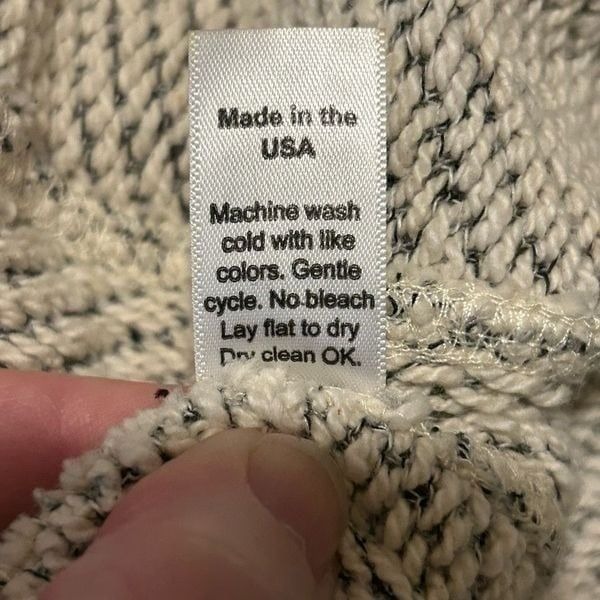 Made in the
USA
Machine wash
cold with like
colors. Gentle
cycle. No bleach
Lay flat to dry
Dry clean OK.